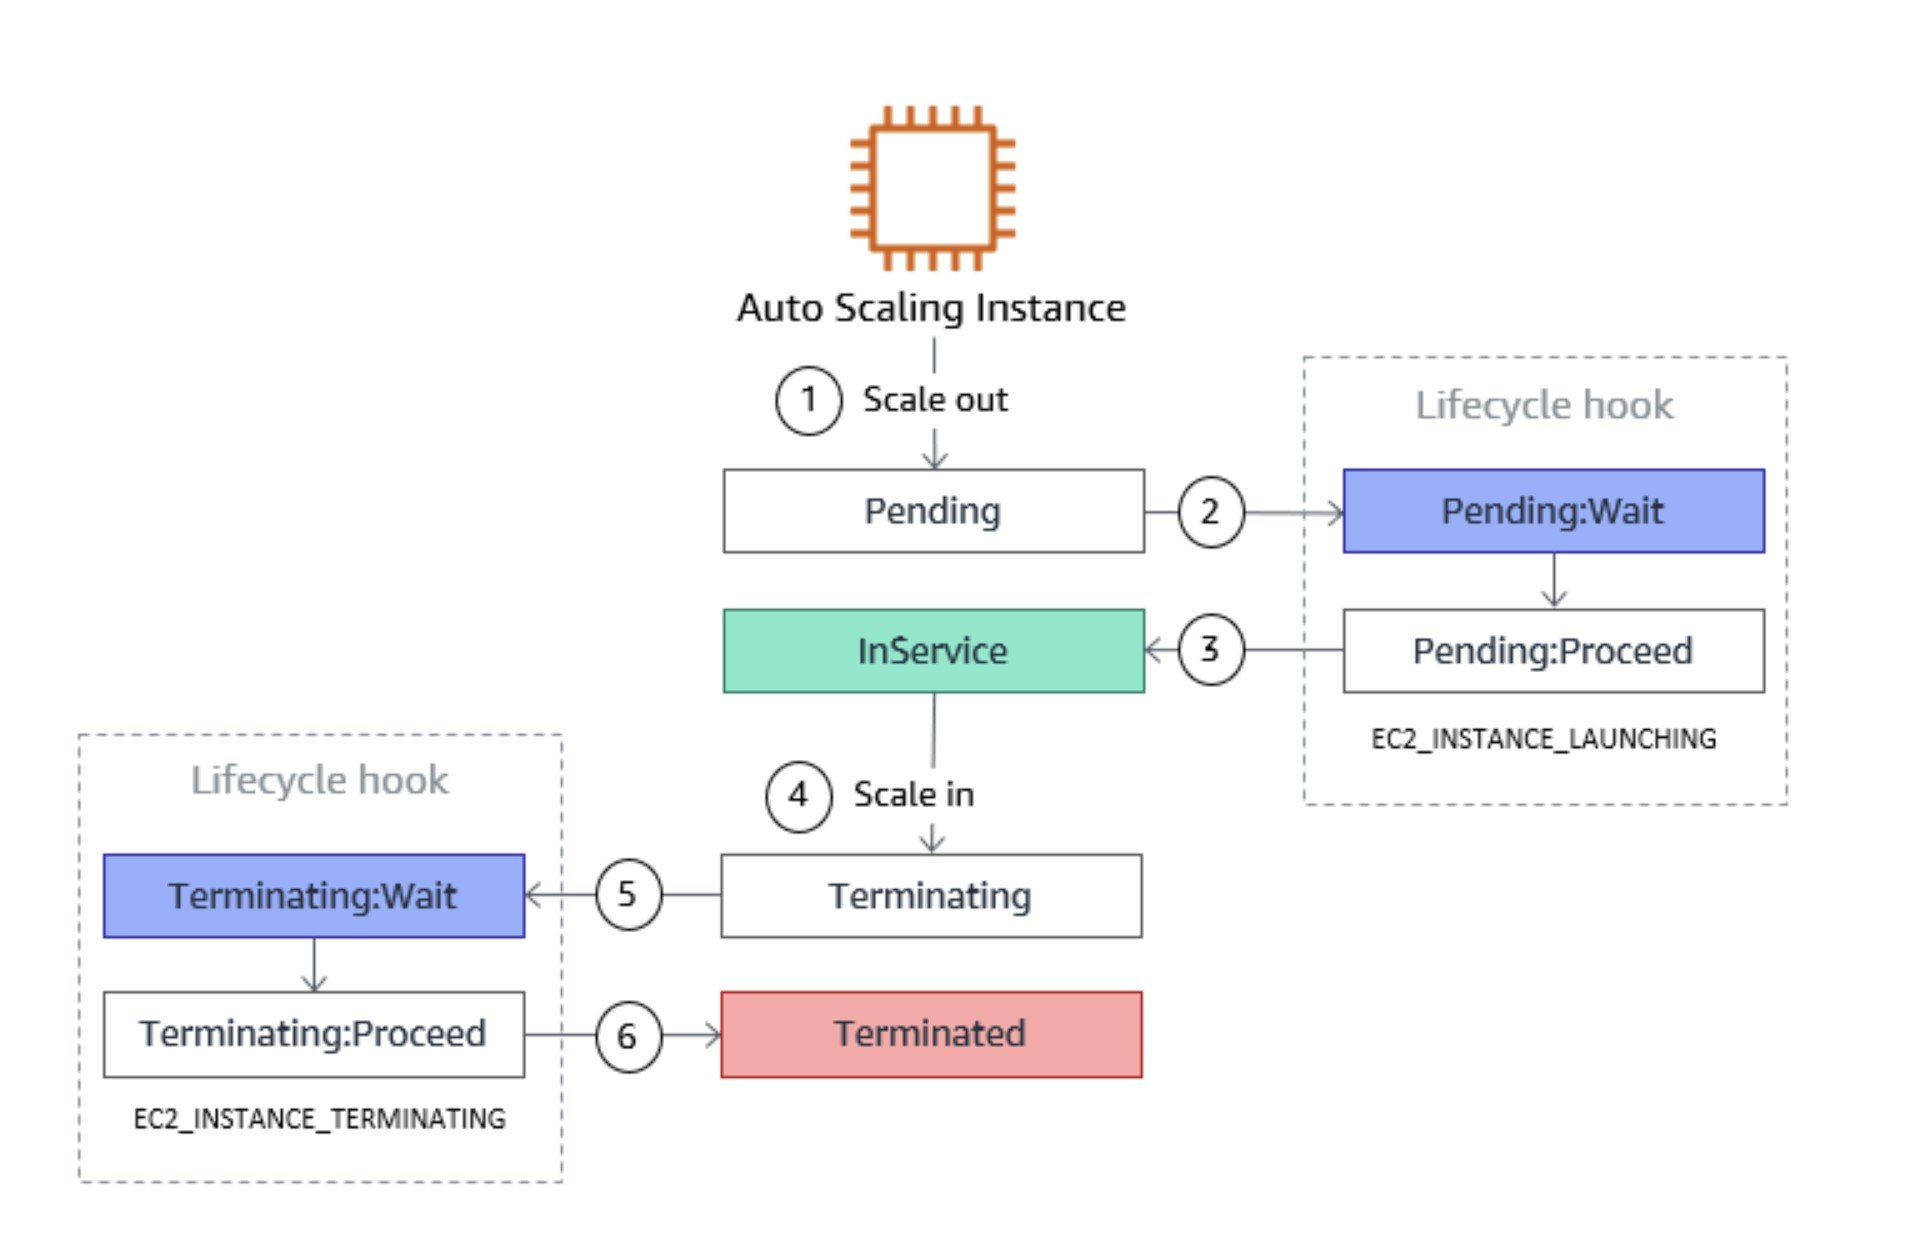 Auto Scaling Instance
1 Scale out
Lifecycle hook
Pending
2
Pending:Wait
InService
3
Pending:Proceed
EC2_INSTANCE_LAUNCHING
4 Scale in
Lifecycle hook
Terminating:Wait
5
Terminating
Terminating:Proceed
6
Terminated
EC2_INSTANCE_TERMINATING